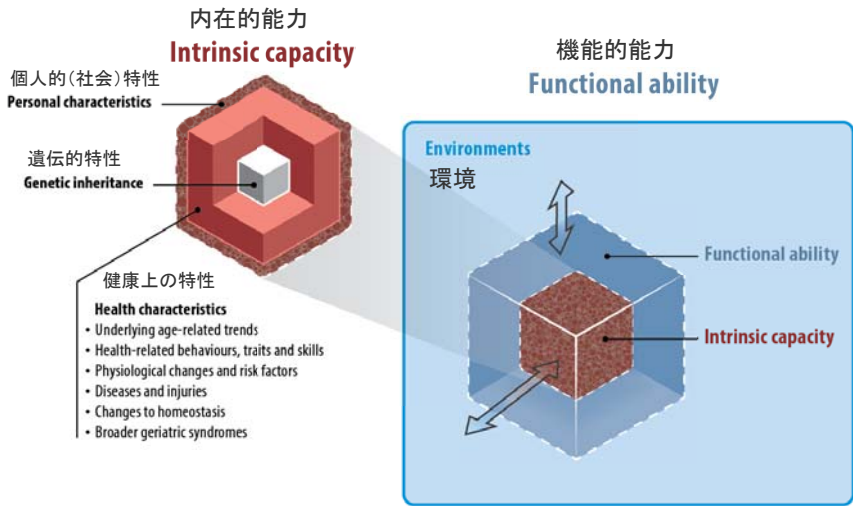 内在的能力
Intrinsic capacity
個人的(社会)特性
Personal characteristics
遺伝的特性
Genetic inheritance
健康上の特性
Health characteristics
• Underlying age-related trends
• Health-related behaviours, traits and skills
• Physiological changes and risk factors
• Diseases and injuries
• Changes to homeostasis
• Broader geriatric syndromes
機能的能力
Functional ability
Environments
環境
Functional ability
Intrinsic capacity